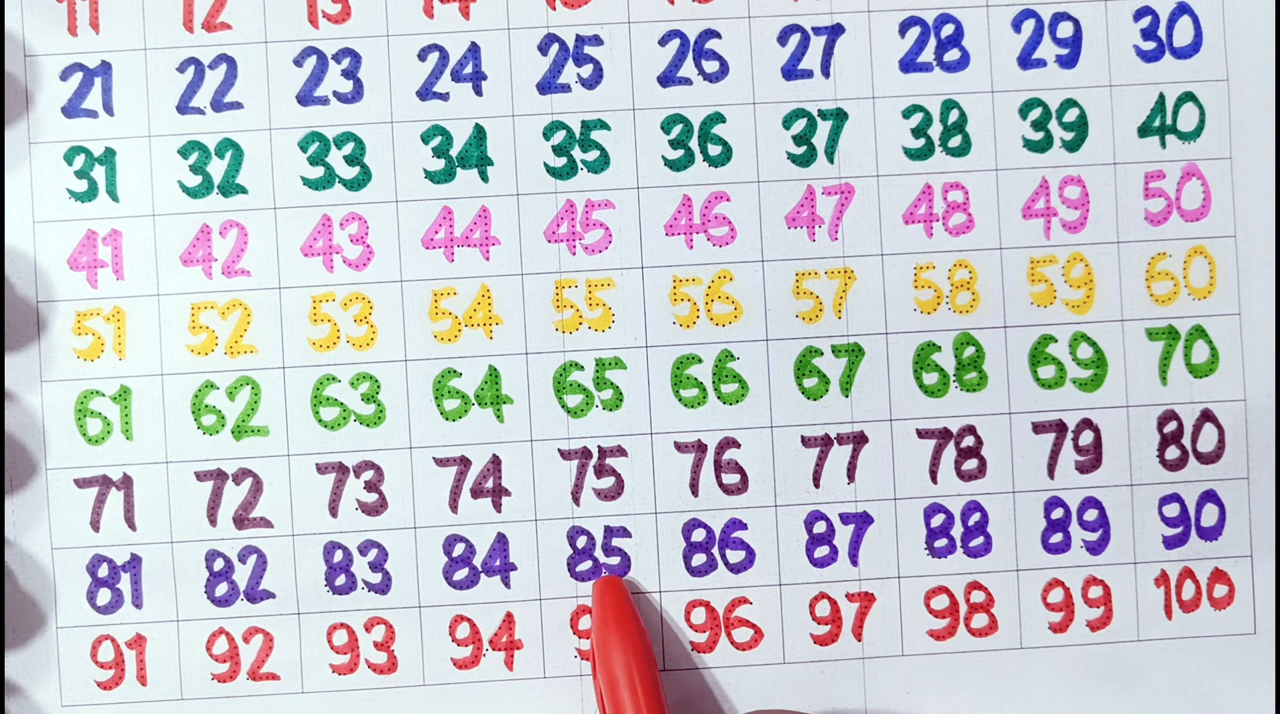 11 12 13 14
21 22 23 24 25 26 27 28 29 30
31 32 33 34 35 36 37 38 39 40
41 42 43 44 45 46 47 48 49 50
51 52 53 54 55 56 57 58 59 60
61 62 63 64 65 66 67 68 69 70
71 72 73 74 75 76 77 78 79 80
81 82 83 84 85 86 87 88 89 90
91 92 93 94 96 97 98 99 100